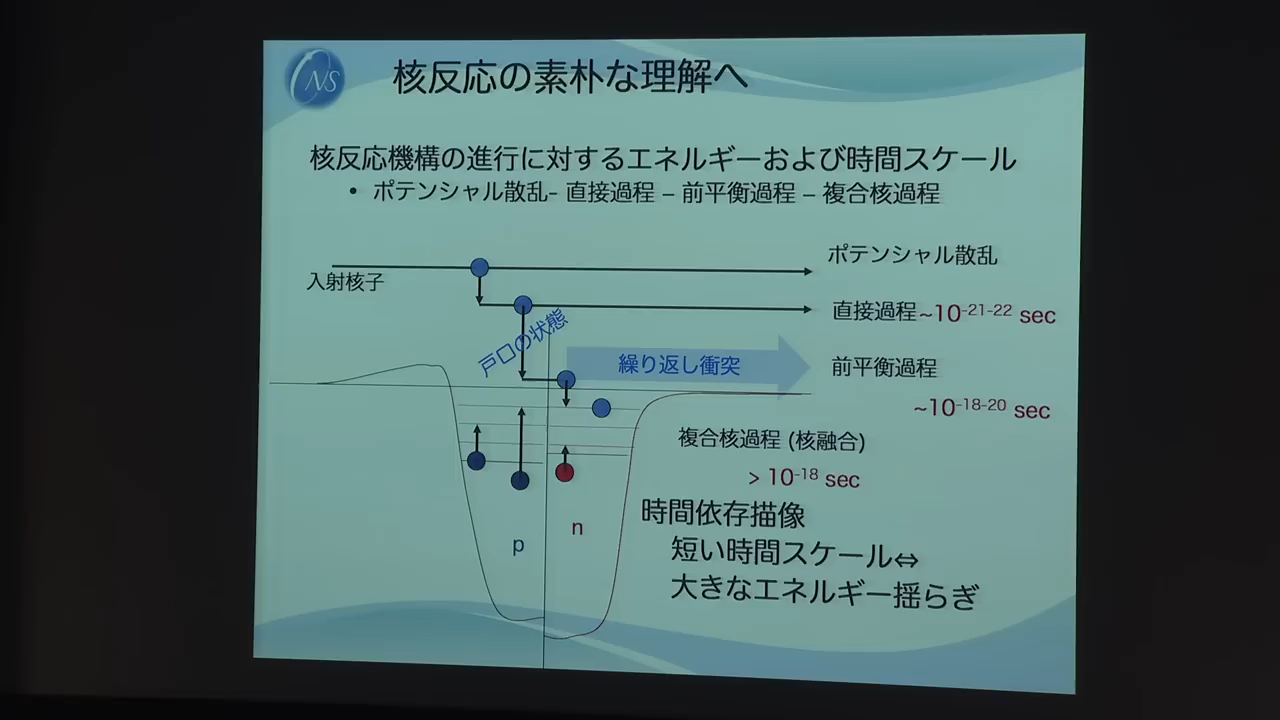 CNS
核反応の素朴な理解へ
核反応機構の進行に対するエネルギーおよび時間スケール
• ポテンシャル散乱– 直接過程 – 前平衡過程 – 複合核過程
入射核子
ポテンシャル散乱
直接過程~10-21-22 sec
戸口の状態
繰り返し衝突
前平衡過程
~10-18-20 sec
複合核過程 (核融合)
> 10-18 sec
p
n
時間依存描像
短い時間スケール⇔
大きなエネルギー揺らぎ